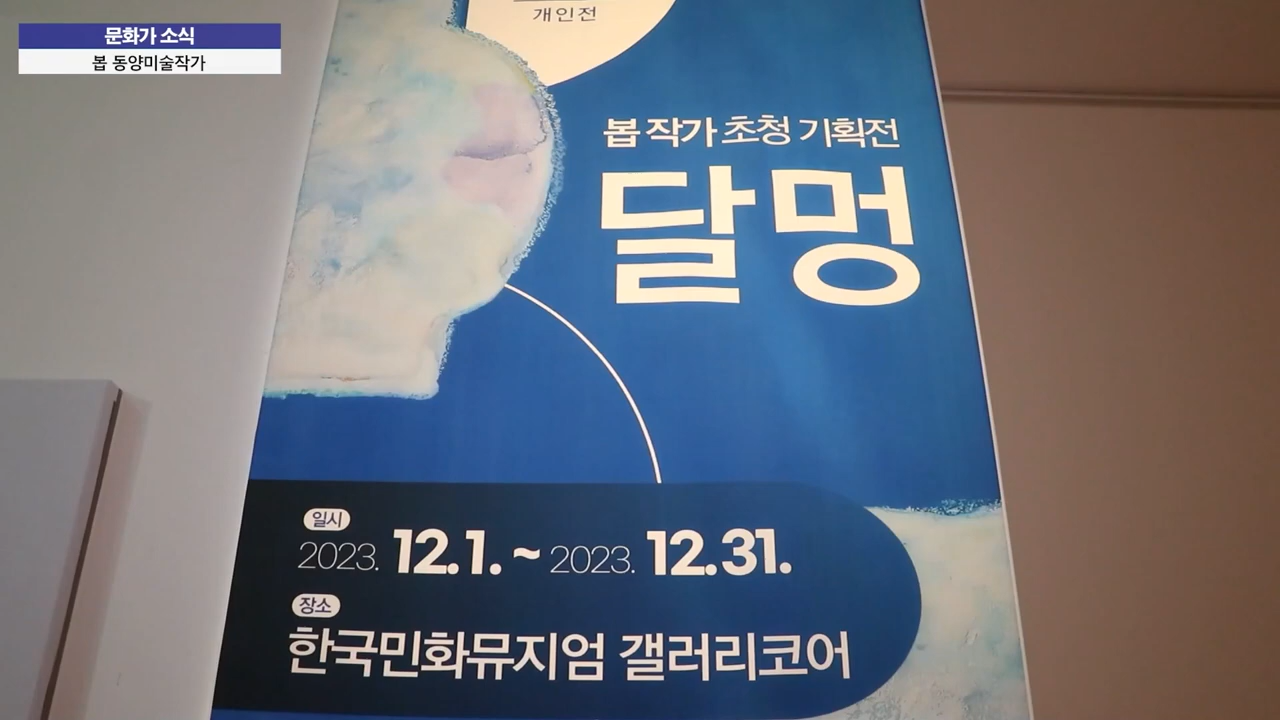 문화가 소식
봅 동양미술작가
개인전
봅 작가 초청 기획전
달멍
일시
2023. 12.1. ~ 2023. 12.31.
장소
한국민화뮤지엄 갤러리코어